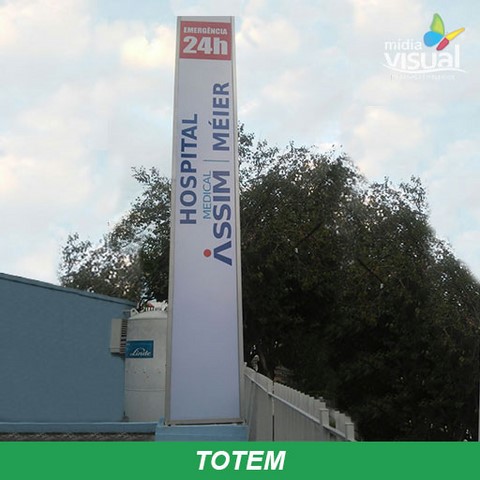 mídia
visual
EMERGÊNCIA
24h
HOSPITAL
MEDICAL
ASSIM | MÉIER
Linde
TOTEM